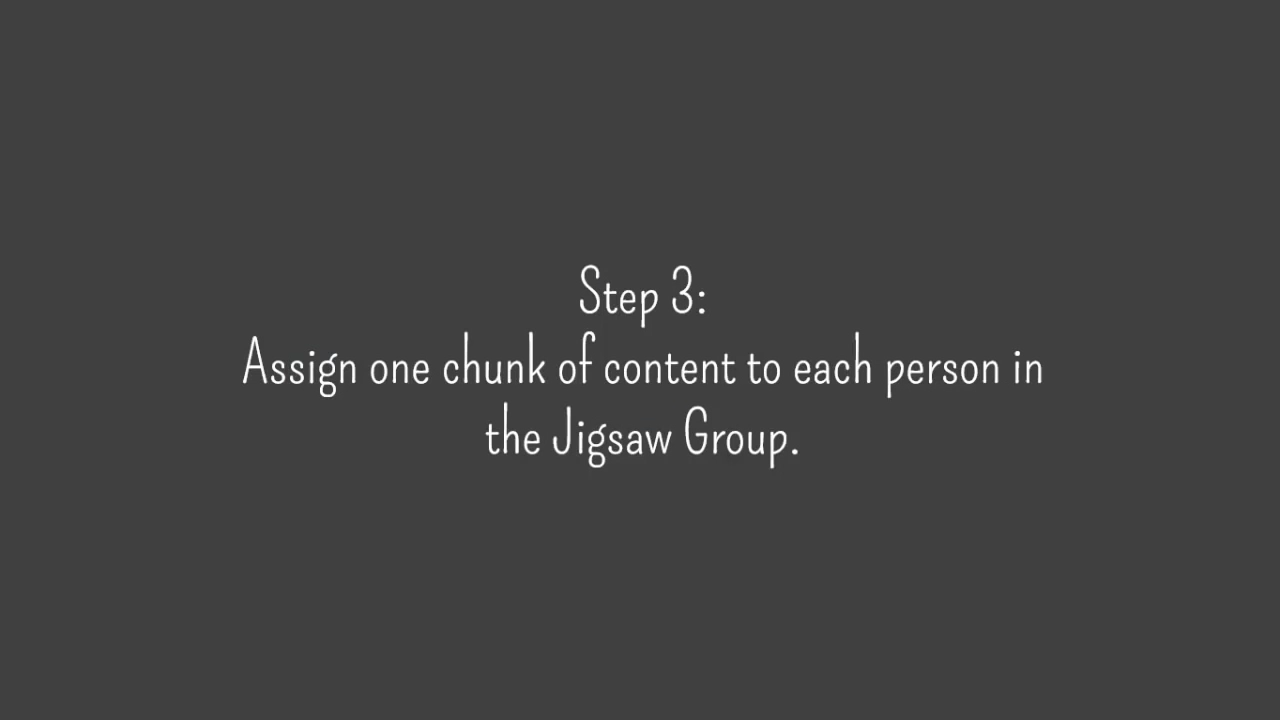 Step 3:
Assign one chunk of content to each person in
the Jigsaw Group.